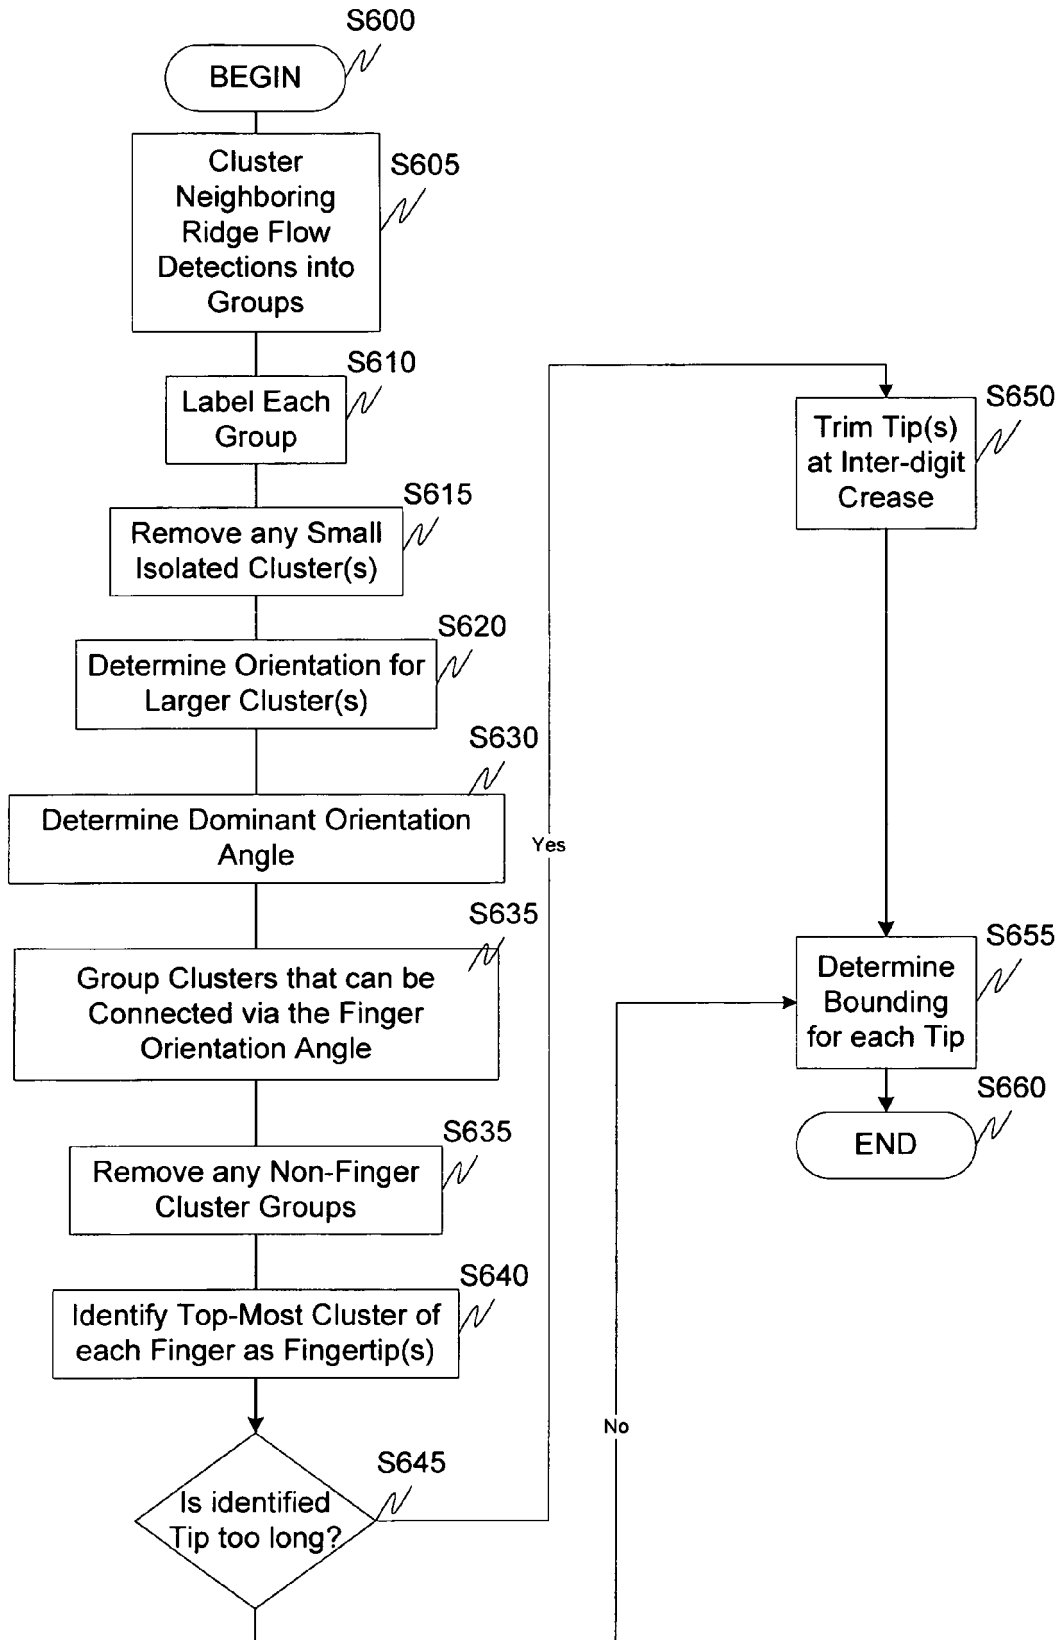 S600
BEGIN
S605
Cluster
Neighboring
Ridge Flow
Detections into
Groups
S610
Label Each
Group
S615
Remove any Small
Isolated Cluster(s)
S620
Determine Orientation for
Larger Cluster(s)
S630
Determine Dominant Orientation
Angle
S635
Group Clusters that can be
Connected via the Finger
Orientation Angle
S635
Remove any Non-Finger
Cluster Groups
S640
Identify Top-Most Cluster of
each Finger as Fingertip(s)
S645
Is identified
Tip too long?
Yes
No
S650
Trim Tip(s)
at Inter-digit
Crease
S655
Determine
Bounding
for each Tip
S660
END